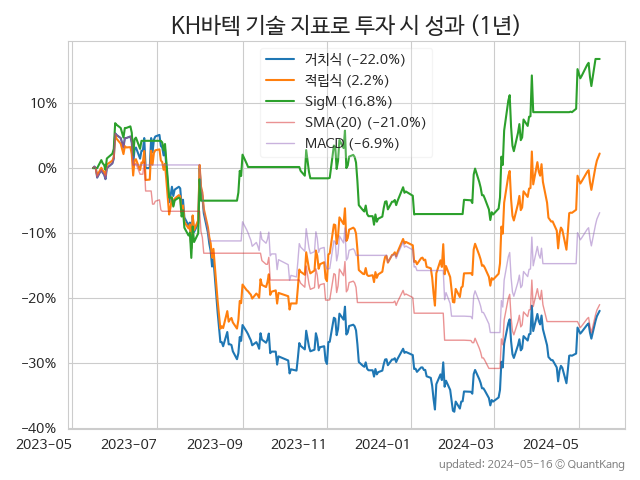 KH바텍 기술 지표로 투자 시 성과 (1년)
거치식 (−22.0%)
적립식 (2.2%)
SigM (16.8%)
SMA(20) (−21.0%)
MACD (−6.9%)
10%
0%
−10%
−20%
−30%
−40%
2023-05 2023-07 2023-09 2023-11 2024-01 2024-03 2024-05
updated: 2024-05-16 © QuantKang